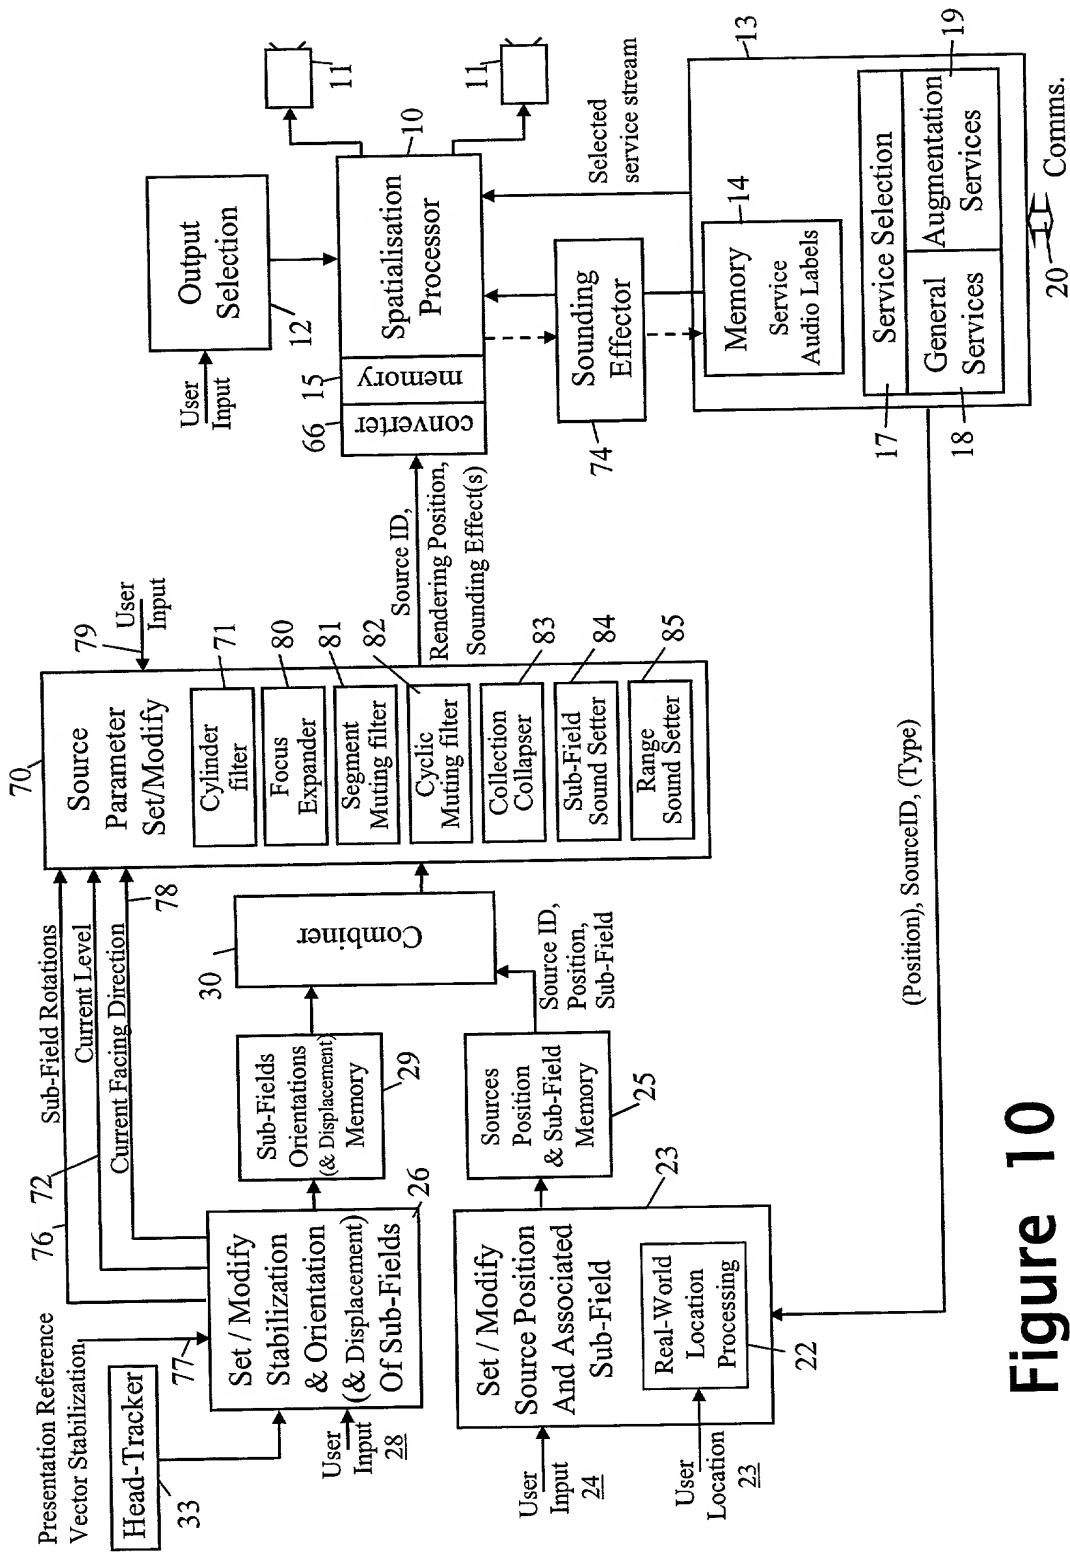 Presentation Reference
Vector Stabilization
Head-Tracker
33
77
76
72
78
Sub-Field Rotations
Current Level
Current Facing Direction
Set / Modify
Stabilization
& Orientation
(& Displacement)
Of Sub-Fields
26
User
Input
28
Sub-Fields
Orientations
(& Displacement)
Memory
29
Combiner
30
Set / Modify
Source Position
And Associated
Sub-Field
23
Real-World
Location
Processing
22
User
Input
24
User
Location
23
Sources
Position
& Sub-Field
Memory
25
Source ID,
Position,
Sub-Field
70
Source
Parameter
Set/Modify
79
User
Input
Cylinder
filter
71
Focus
Expander
80
Segment
Muting filter
81
Cyclic
Muting filter
82
Collection
Collapser
83
Sub-Field
Sound Setter
84
Range
Sound Setter
85
Source ID,
Rendering Position,
Sounding Effect(s)
User
Input
Output
Selection
12
converter
66
memory
15
Spatialisation
Processor
10
11
11
Sounding
Effector
74
Selected
service stream
13
Memory
Service
Audio Labels
14
Service Selection
17
General
Services
18
Augmentation
Services
19
20
Comms.
(Position), SourceID, (Type)
Figure 10